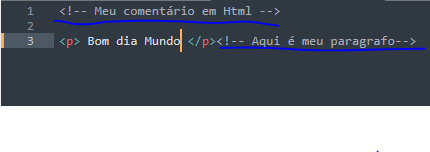 1 <!-- Meu comentário em Html -->
2
3 <p> Bom dia Mundo </p><!-- Aqui é meu paragrafo-->